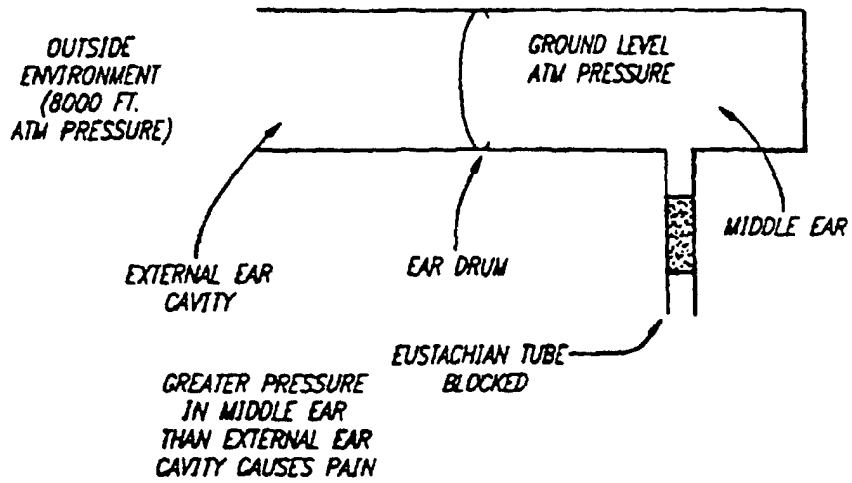 OUTSIDE
ENVIRONMENT
(8000 FT.
ATM PRESSURE)
GROUND LEVEL
ATM PRESSURE
EXTERNAL EAR
CAVITY
EAR DRUM
MIDDLE EAR
EUSTACHIAN TUBE
BLOCKED
GREATER PRESSURE
IN MIDDLE EAR
THAN EXTERNAL EAR
CAVITY CAUSES PAIN